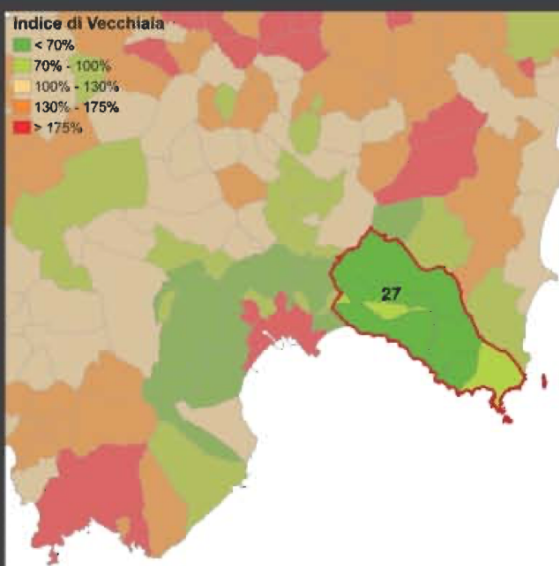 Indice di Vecchiaia
< 70%
70% - 100%
100% - 130%
130% - 175%
> 175%
27